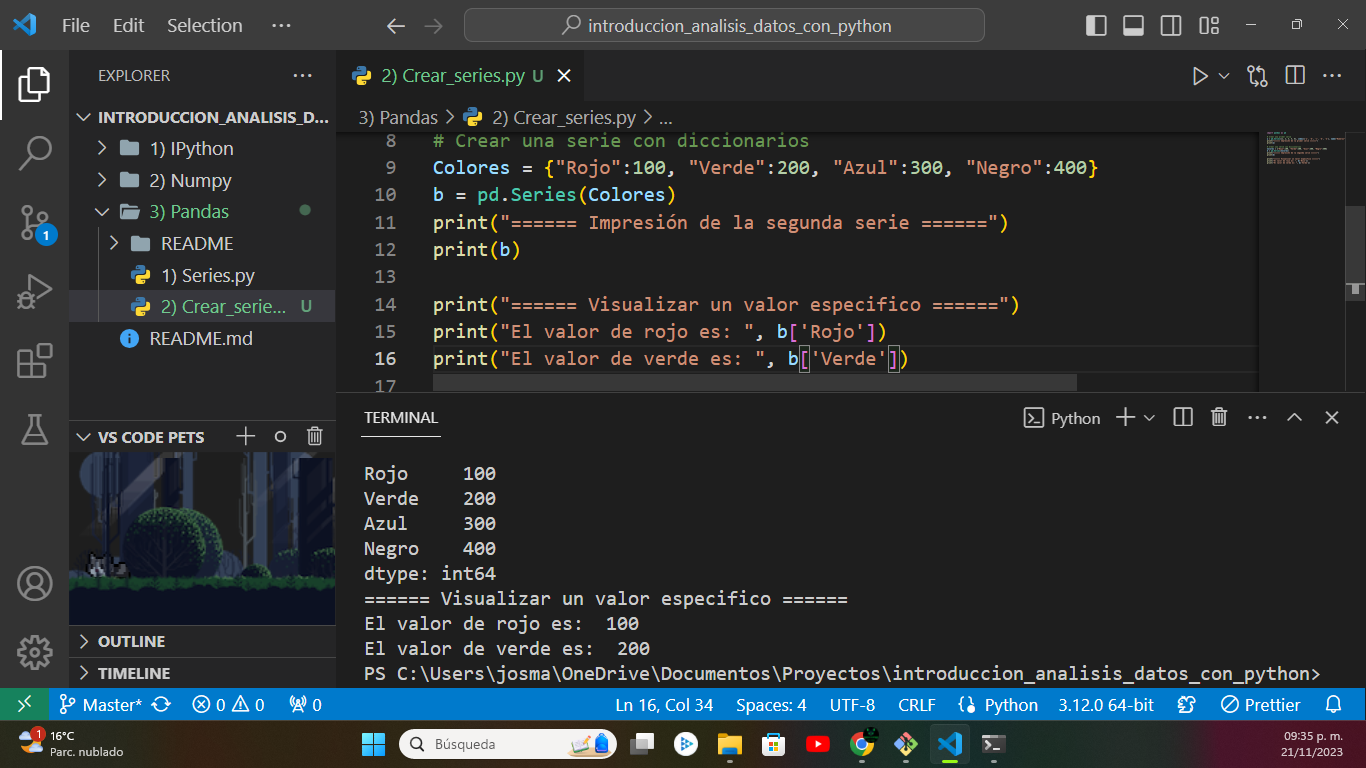 File Edit Selection ··· introduccion_analisis_datos_con_python
EXPLORER ···
INTRODUCCION_ANALISIS_D...
1) IPython
2) Numpy
3) Pandas
README
1) Series.py
2) Crear_serie... U
README.md
1
VS CODE PETS
OUTLINE
TIMELINE
2) Crear_series.py U
3) Pandas > 2) Crear_series.py > ...
8 # Crear una serie con diccionarios
9 Colores = {"Rojo":100, "Verde":200, "Azul":300, "Negro":400}
10 b = pd.Series(Colores)
11 print("====== Impresión de la segunda serie ======")
12 print(b)
13
14 print("====== Visualizar un valor especifico ======")
15 print("El valor de rojo es: ", b['Rojo'])
16 print("El valor de verde es: ", b['Verde'])
17
TERMINAL Python
Rojo 100
Verde 200
Azul 300
Negro 400
dtype: int64
====== Visualizar un valor especifico ======
El valor de rojo es:  100
El valor de verde es:  200
PS C:\Users\josma\OneDrive\Documentos\Proyectos\introduccion_analisis_datos_con_python>
Master* 0 0 0 Ln 16, Col 34 Spaces: 4 UTF-8 CRLF Python 3.12.0 64-bit Prettier
1
16°C
Parc. nublado
Búsqueda
09:35 p. m.
21/11/2023